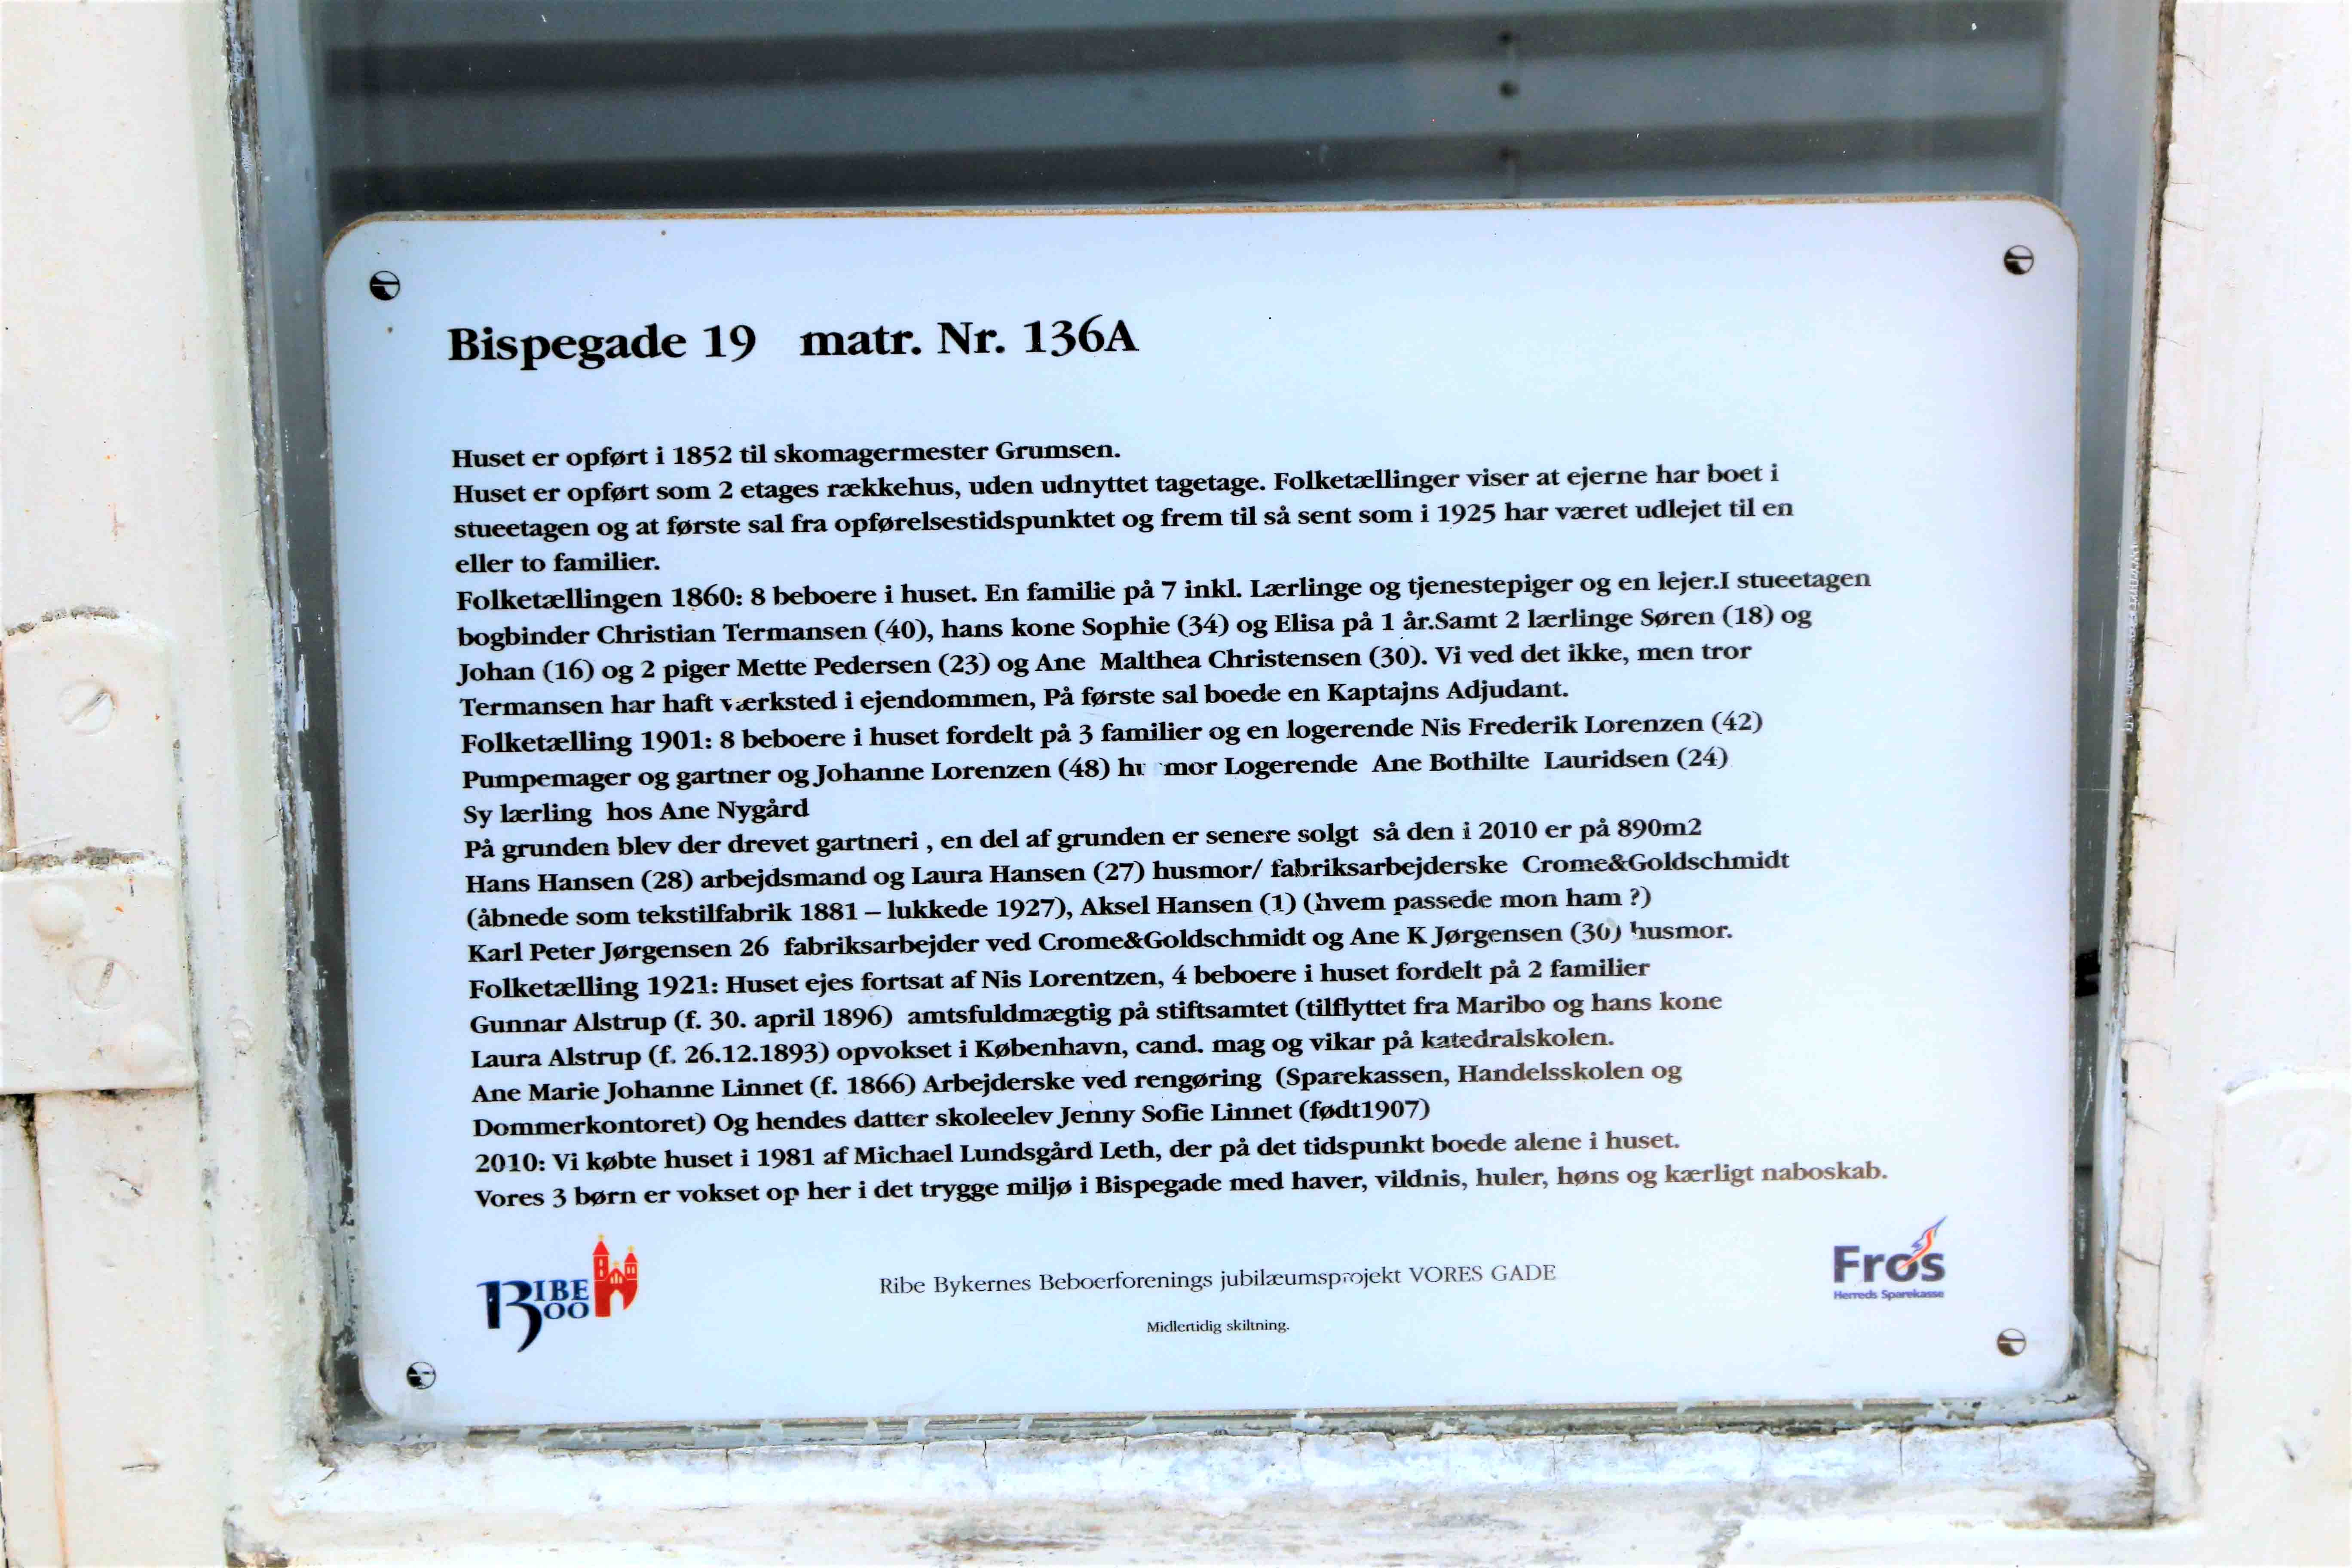 Bispegade 19 matr. Nr. 136A
Huset er opført i 1852 til skomagermester Grumsen.
Huset er opført som 2 etages rækkehus, uden udnyttet tagetage. Folketællinger viser at ejerne har boet i
stueetagen og at første sal fra opførelsestidspunktet og frem til så sent som i 1925 har været udlejet til en
eller to familier.
Folketællingen 1860: 8 beboere i huset. En familie på 7 inkl. Lærlinge og tjenestepiger og en lejer.I stueetagen
bogbinder Christian Termansen (40), hans kone Sophie (34) og Elisa på 1 år.Samt 2 lærlinge Søren (18) og
Johan (16) og 2 piger Mette Pedersen (23) og Ane Malthea Christensen (30). Vi ved det ikke, men tror
Termansen har haft værksted i ejendommen, På første sal boede en Kaptajns Adjudant.
Folketælling 1901: 8 beboere i huset fordelt på 3 familier og en logerende Nis Frederik Lorenzen (42)
Pumpemager og gartner og Johanne Lorenzen (48) mor Logerende Ane Bothilte Lauridsen (24)
Sy lærling hos Ane Nygård
På grunden blev der drevet gartneri , en del af grunden er senere solgt så den i 2010 er på 890m2
Hans Hansen (28) arbejdsmand og Laura Hansen (27) husmor/ fabriksarbejderske Crome&Goldschmidt
(åbnede som tekstilfabrik 1881 – lukkede 1927), Aksel Hansen (1) (hvem passede mon ham ?)
Karl Peter Jørgensen 26 fabriksarbejder ved Crome&Goldschmidt og Ane K Jørgensen (30) husmor.
Folketælling 1921: Huset ejes fortsat af Nis Lorentzen, 4 beboere i huset fordelt på 2 familier
Gunnar Alstrup (f. 30. april 1896) amtsfuldmægtig på stiftsamtet (tilflyttet fra Maribo og hans kone
Laura Alstrup (f. 26.12.1893) opvokset i København, cand. mag og vikar på katedralskolen.
Ane Marie Johanne Linnet (f. 1866) Arbejderske ved rengøring (Sparekassen, Handelsskolen og
Dommerkontoret) Og hendes datter skoleelev Jenny Sofie Linnet (født1907)
2010: Vi købte huset i 1981 af Michael Lundsgård Leth, der på det tidspunkt boede alene i huset.
Vores 3 børn er vokset op her i det trygge miljø i Bispegade med haver, vildnis, huler, høns og kærligt naboskab.
RIBE
1300
Ribe Bykernes Beboerforenings jubilæumsprojekt VORES GADE
Midlertidig skiltning.
Frøs
Herreds Sparekasse